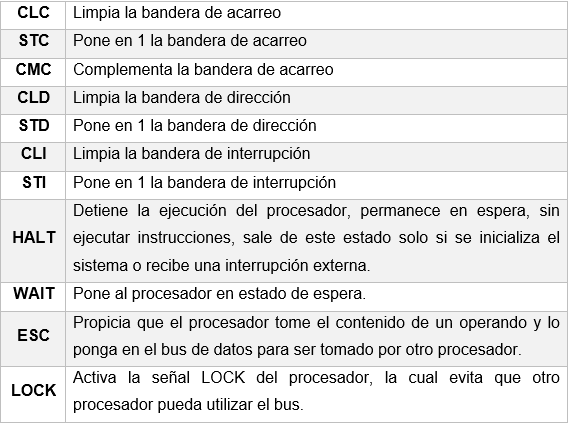 CLC Limpia la bandera de acarreo
STC Pone en 1 la bandera de acarreo
CMC Complementa la bandera de acarreo
CLD Limpia la bandera de dirección
STD Pone en 1 la bandera de dirección
CLI Limpia la bandera de interrupción
STI Pone en 1 la bandera de interrupción
HALT Detiene la ejecución del procesador, permanece en espera, sin
ejecutar instrucciones, sale de este estado solo si se inicializa el
sistema o recibe una interrupción externa.
WAIT Pone al procesador en estado de espera.
ESC Propicia que el procesador tome el contenido de un operando y lo
ponga en el bus de datos para ser tomado por otro procesador.
LOCK Activa la señal LOCK del procesador, la cual evita que otro
procesador pueda utilizar el bus.